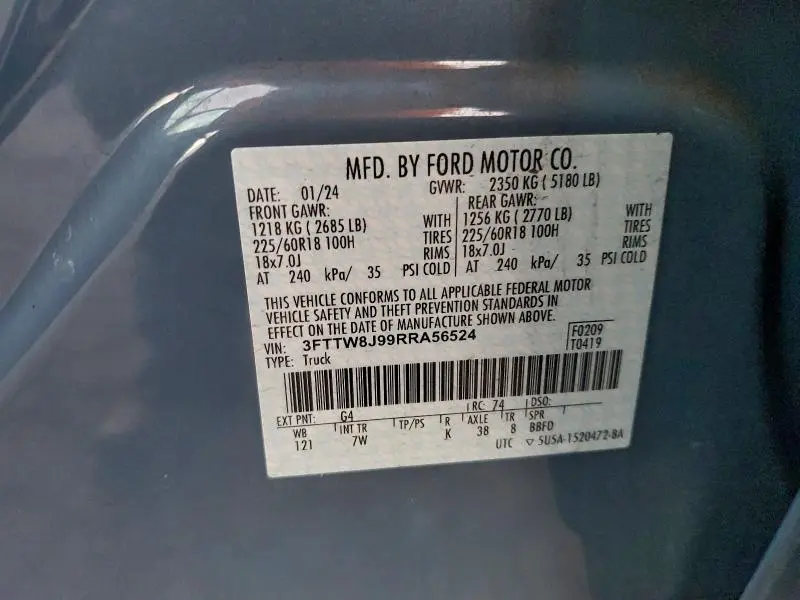 MFD. BY FORD MOTOR CO.
DATE: 01/24 GVWR: 2350 KG ( 5180 LB)
FRONT GAWR: REAR GAWR:
1218 KG ( 2685 LB) WITH 1256 KG ( 2770 LB) WITH
225/60R18 100H TIRES 225/60R18 100H TIRES
18x7.0J RIMS 18x7.0J RIMS
AT 240 kPa/ 35 PSI COLD AT 240 kPa/ 35 PSI COLD
THIS VEHICLE CONFORMS TO ALL APPLICABLE FEDERAL MOTOR
VEHICLE SAFETY AND THEFT PREVENTION STANDARDS IN
EFFECT ON THE DATE OF MANUFACTURE SHOWN ABOVE.
VIN: 3FTTW8J99RRA56524 F0209
TYPE: Truck T0419
EXT PNT: G4 RC: 74 DSO:
WB INT TR TP/PS R AXLE TR SPR
121 7W K 38 8 BBFD
UTC ▽ 5U5A-1520472-BA